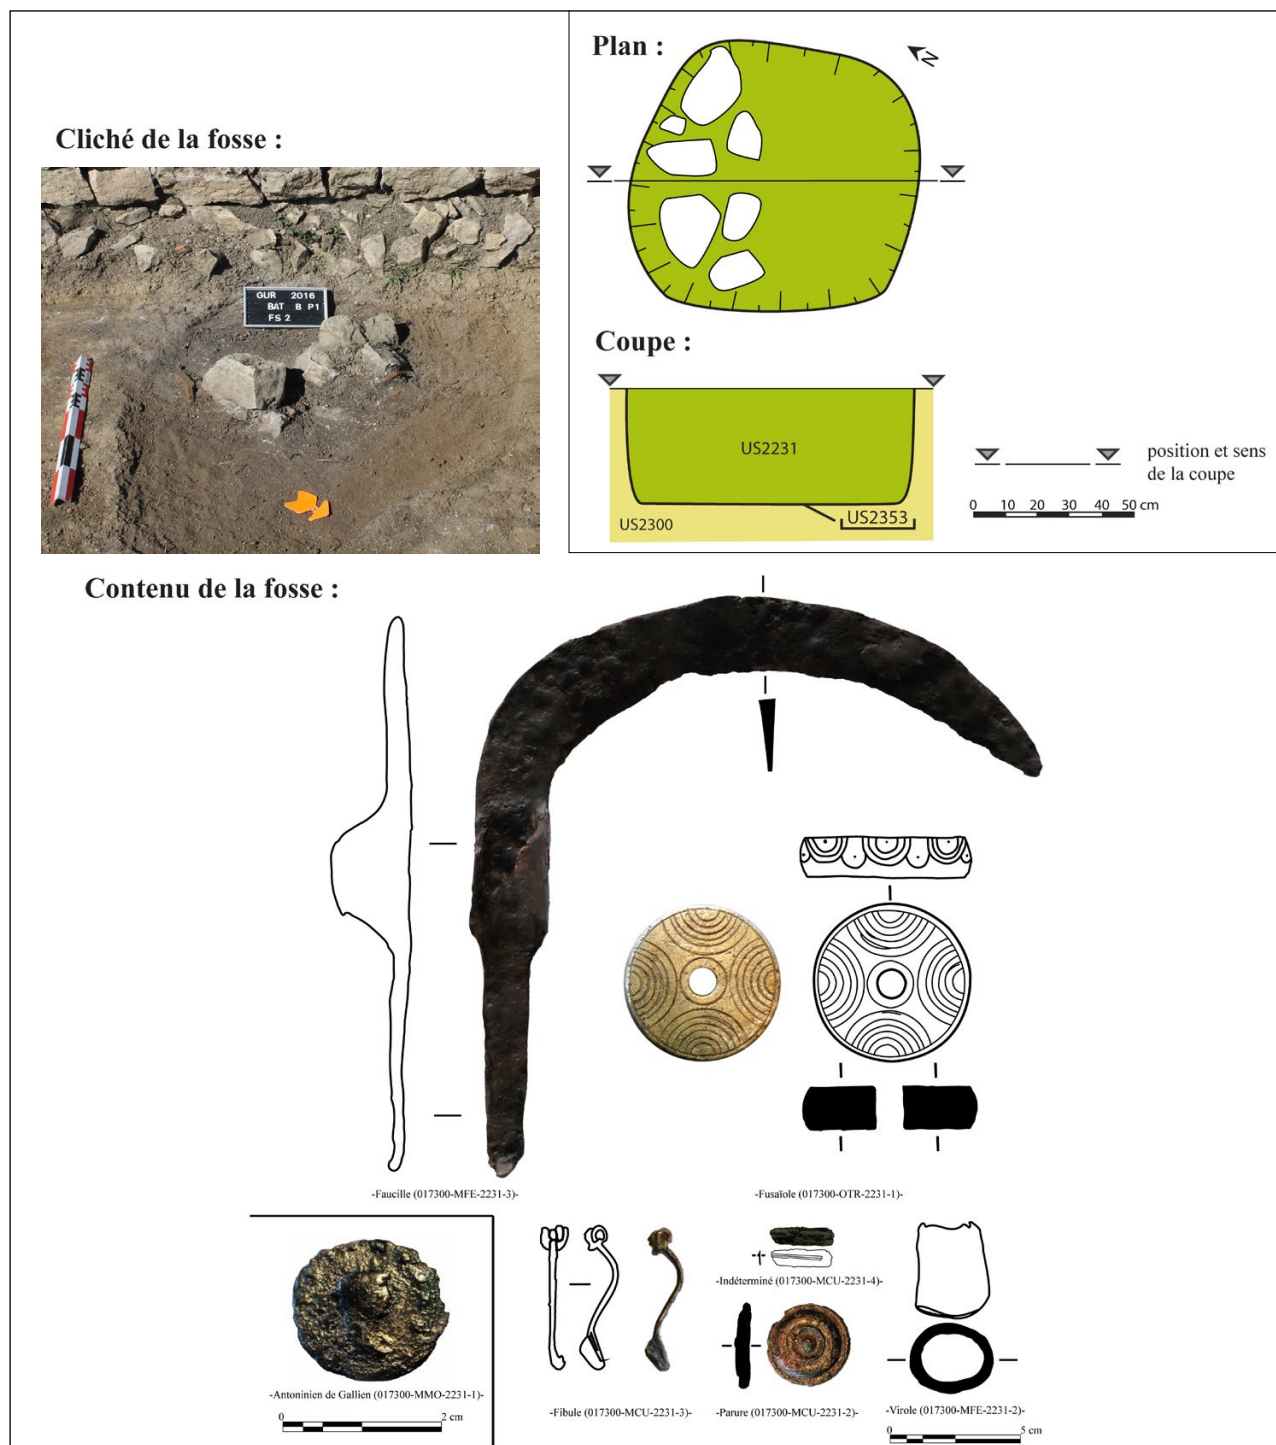 Plan :
N
Cliché de la fosse :
GUR 2016
BAT B P1
FS 2
Coupe :
US2231
US2300
US2353
position et sens
de la coupe
0 10 20 30 40 50 cm
Contenu de la fosse :
-Faucille (017300-MFE-2231-3)-
-Fusaïole (017300-OTR-2231-1)-
-Antoninien de Gallien (017300-MMO-2231-1)-
0 2 cm
-Fibule (017300-MCU-2231-3)-
-Indéterminé (017300-MCU-2231-4)-
-Parure (017300-MCU-2231-2)-
-Virole (017300-MFE-2231-2)-
0 5 cm